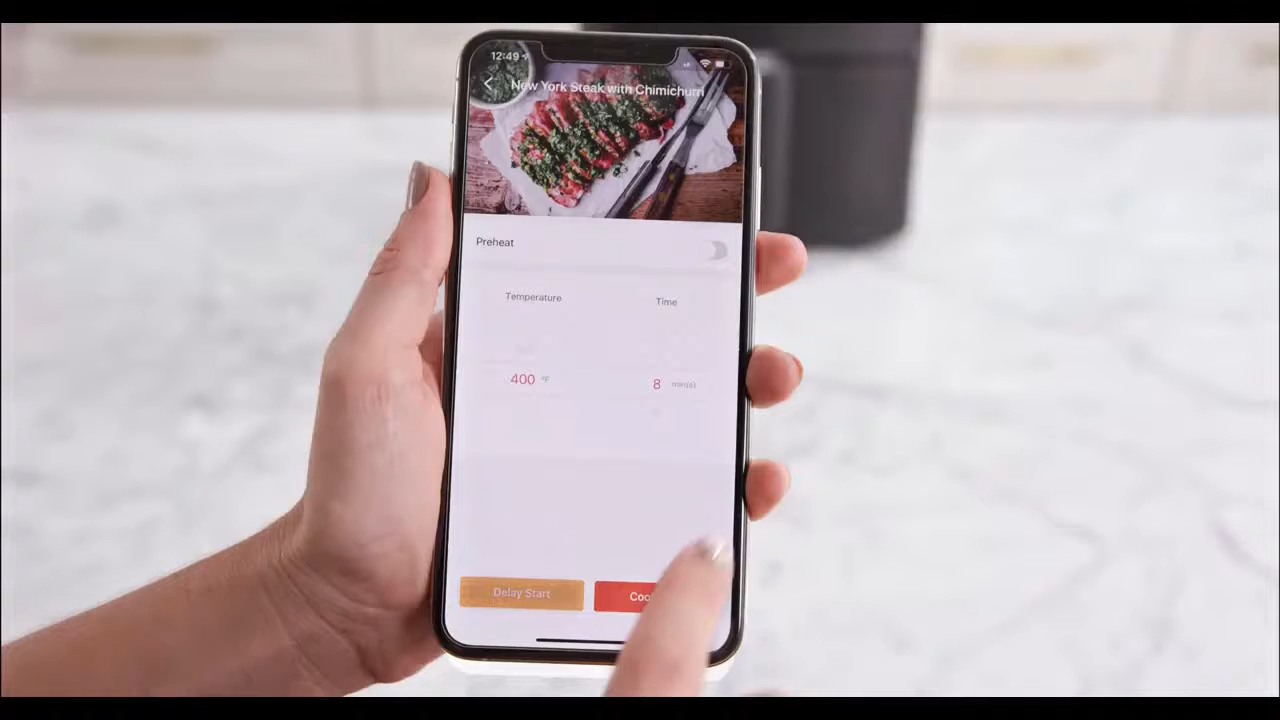 12:49
New York Steak with Chimichurri
Preheat
Temperature
Time
400 °F
8 min(s)
Delay Start
Coo